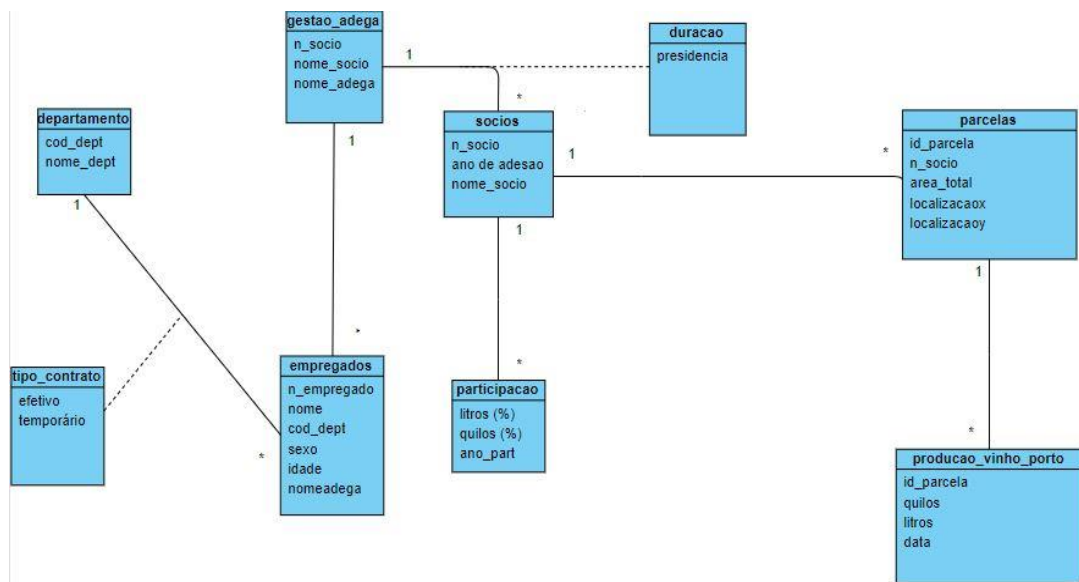 gestao_adega
n_socio
nome_socio
nome_adega
1
1
*
duracao
presidencia
departamento
cod_dept
nome_dept
1
socios
n_socio
ano de adesao
nome_socio
1
1
*
parcelas
id_parcela
n_socio
area_total
localizacaox
localizacaoy
1
tipo_contrato
efetivo
temporário
*
empregados
n_empregado
nome
cod_dept
sexo
idade
nomeadega
*
*
participacao
litros (%)
quilos (%)
ano_part
*
producao_vinho_porto
id_parcela
quilos
litros
data